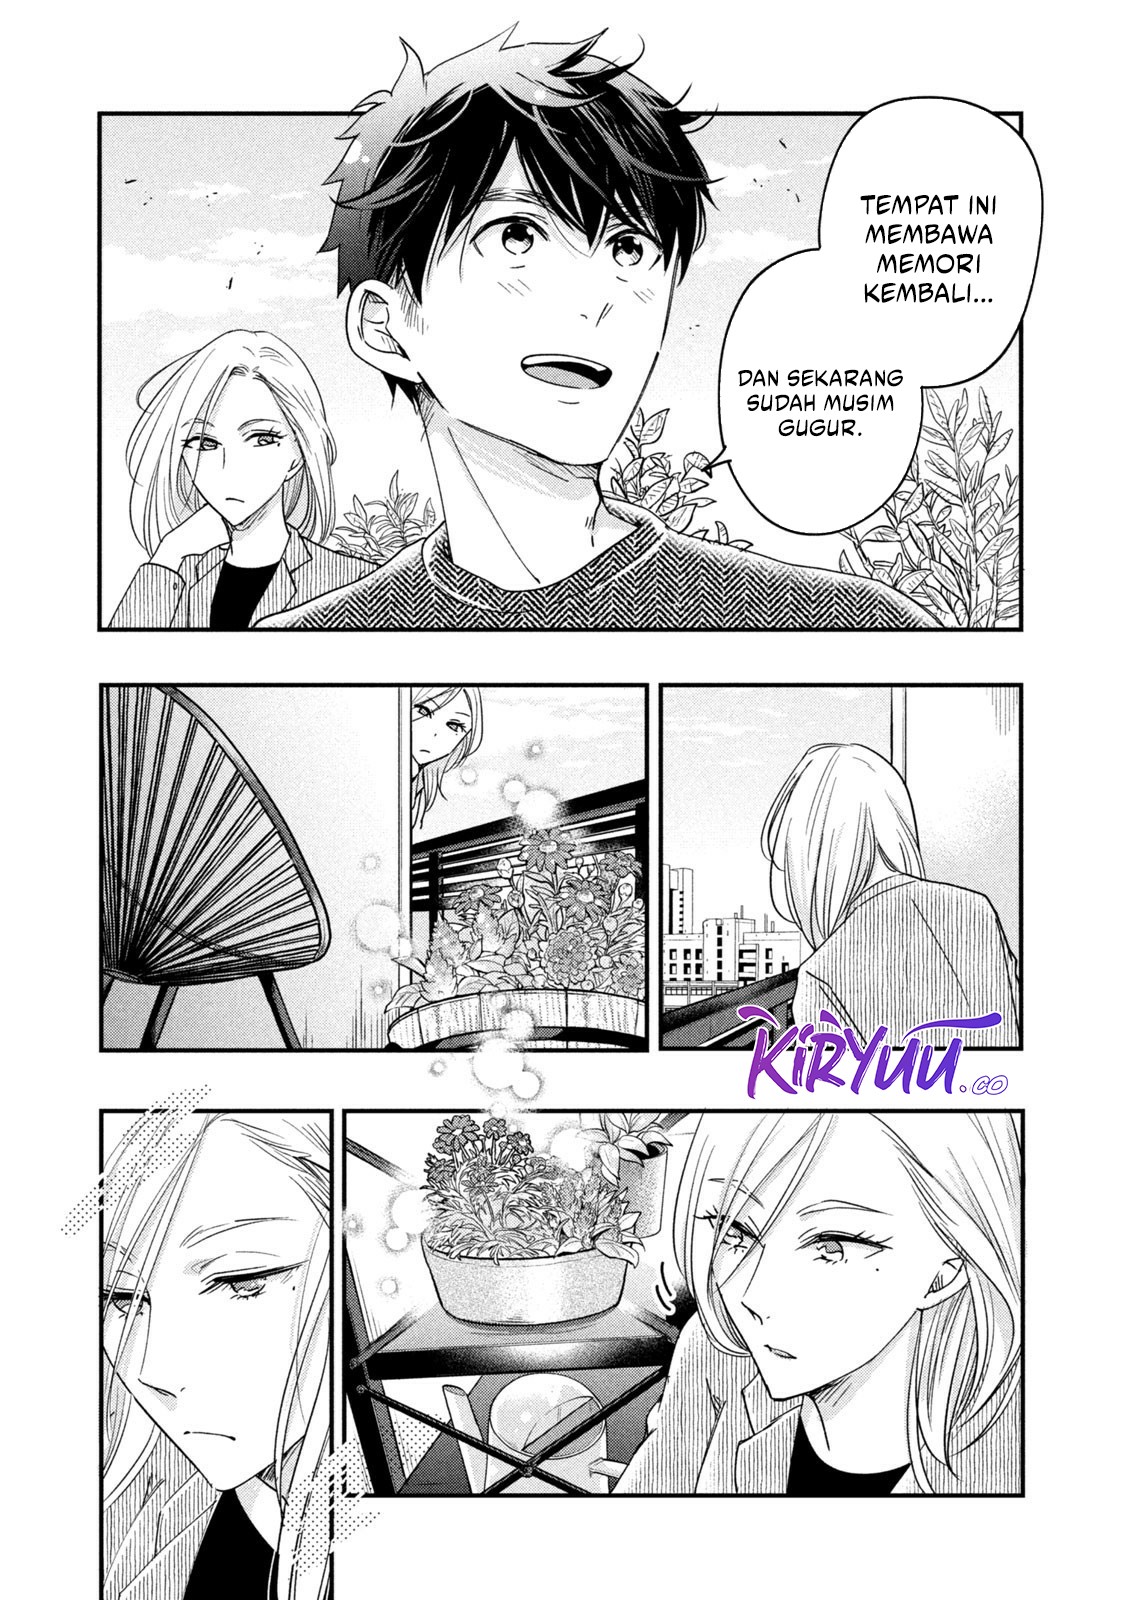 TEMPAT INI
MEMBAWA
MEMORI
KEMBALI...
DAN SEKARANG
SUDAH MUSIM
GUGUR.
KIRYUU.CO